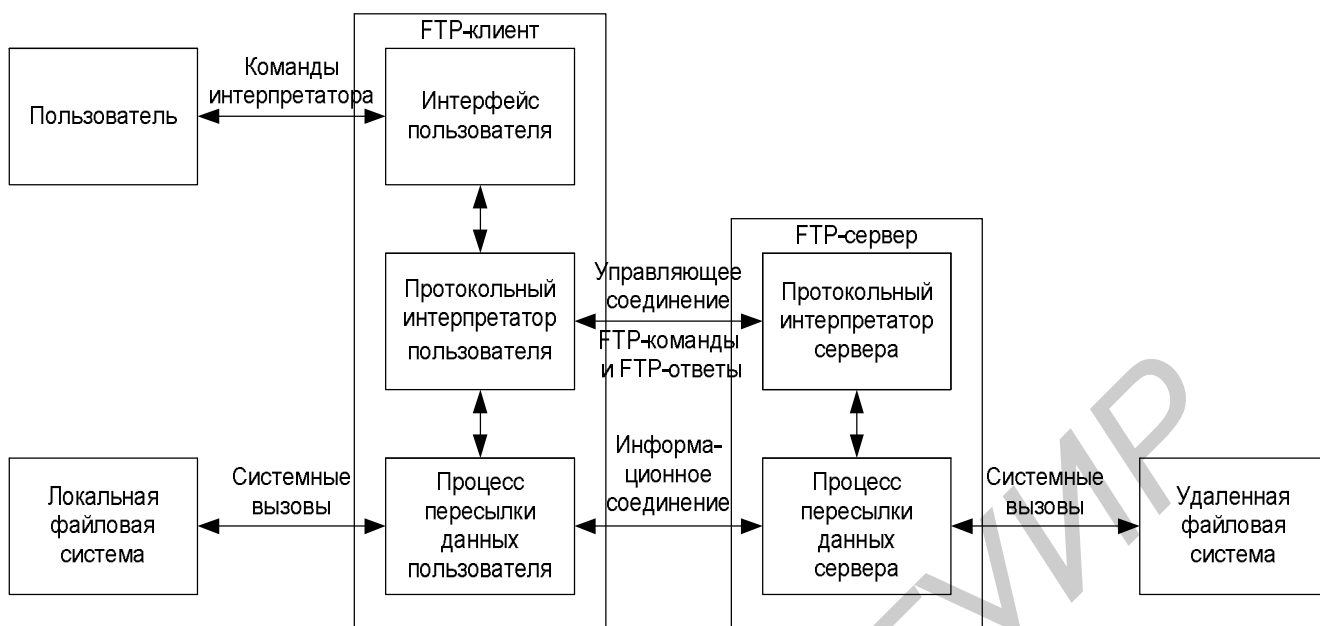 FTP-клиент
Пользователь
Команды
интерпретатора
Интерфейс
пользователя
FTP-сервер
Протокольный
интерпретатор
пользователя
Управляющее
соединение
FTP-команды
и FTP-ответы
Протокольный
интерпретатор
сервера
Локальная
файловая
система
Системные
вызовы
Процесс
пересылки
данных
пользователя
Информа-
ционное
соединение
Процесс
пересылки
данных
сервера
Системные
вызовы
Удаленная
файловая
система
ГУИР